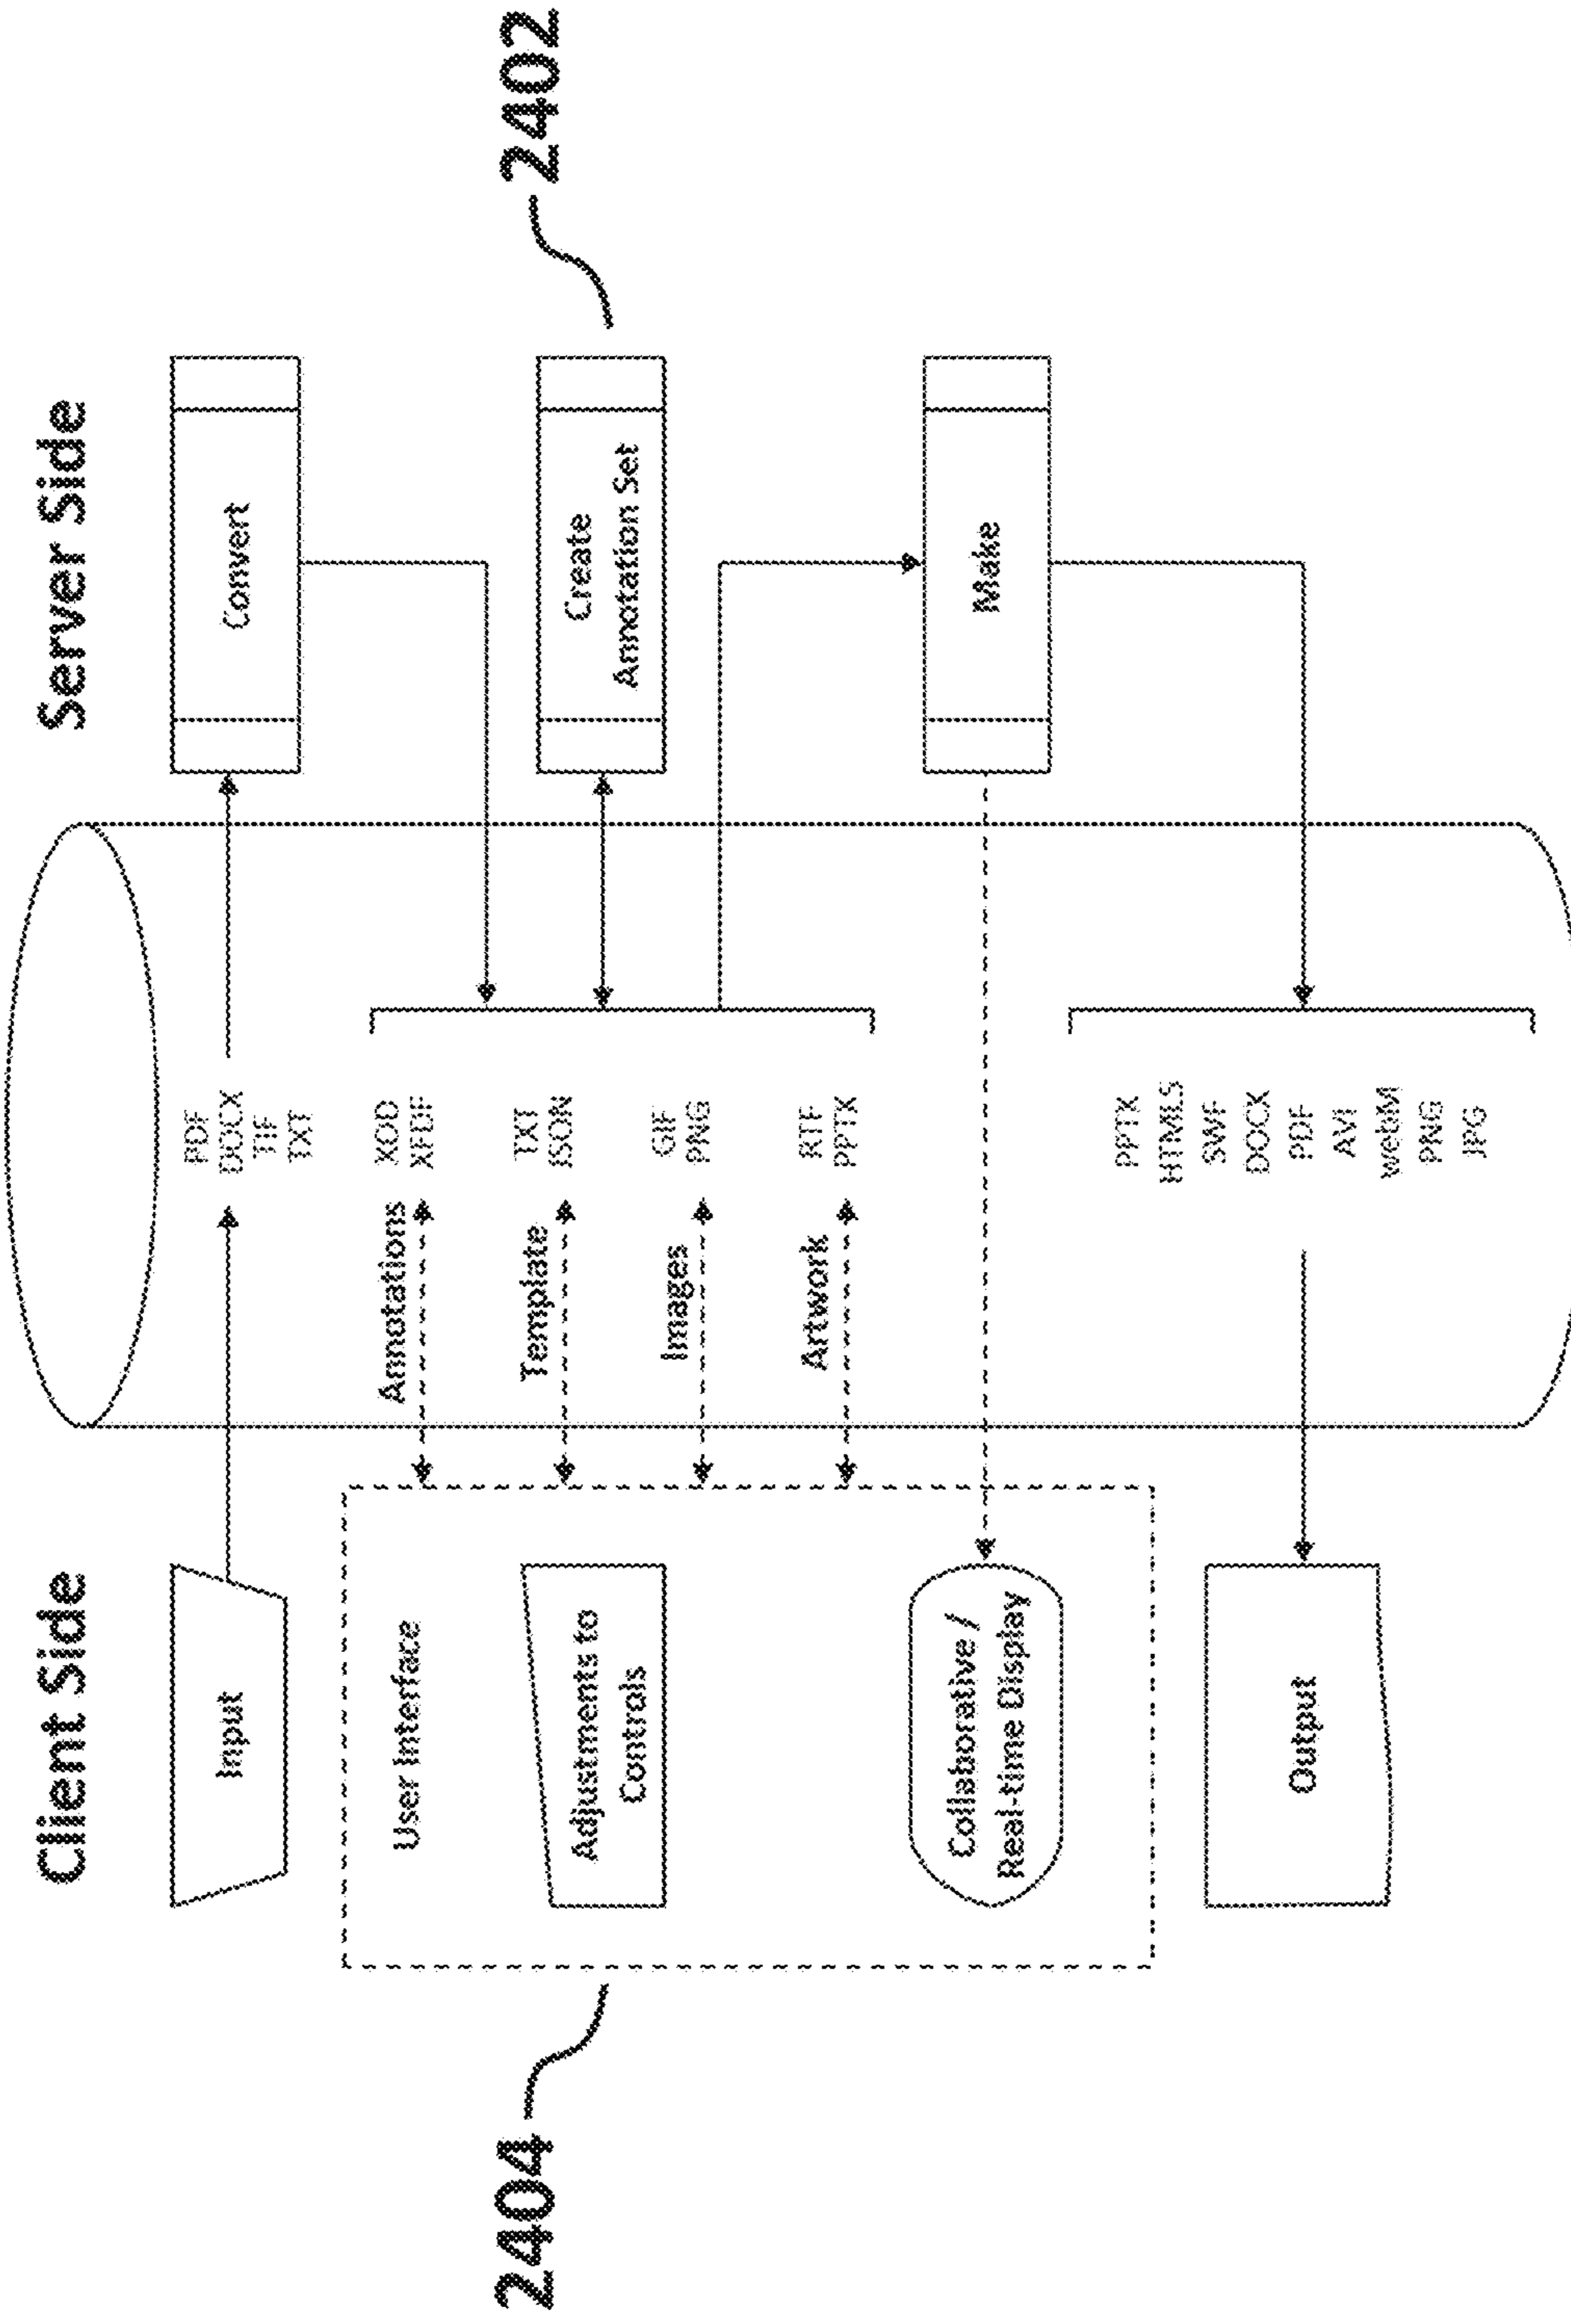 Client Side
Server Side
Input
PDF
DOCX
TIF
TXT
Convert
User Interface
Annotations
XOD
XFDF
2404
Adjustments to
Controls
Template
TXT
JSON
Create
Annotation Set
2402
Images
GIF
PNG
Artwork
RTF
PPTX
Collaborative /
Real-time Display
Make
Output
PPTX
HTML5
SWF
DOCX
PDF
AVI
webM
PNG
JPG